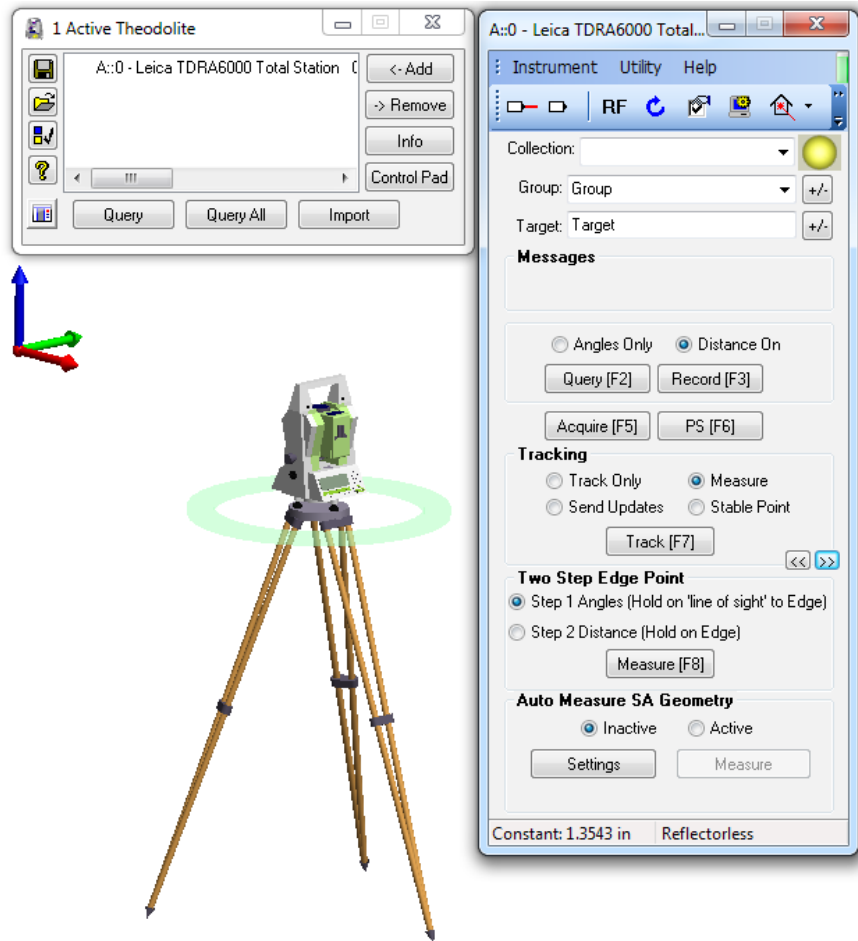 1 Active Theodolite
A::0 - Leica TDRA6000 Total Station
<- Add
-> Remove
Info
Control Pad
Query
Query All
Import
A::0 - Leica TDRA6000 Total...
Instrument Utility Help
RF
Collection:
Group: Group +/-
Target: Target +/-
Messages
Angles Only Distance On
Query [F2] Record [F3]
Acquire [F5] PS [F6]
Tracking
Track Only Measure
Send Updates Stable Point
Track [F7]
<< >>
Two Step Edge Point
Step 1 Angles (Hold on 'line of sight' to Edge)
Step 2 Distance (Hold on Edge)
Measure [F8]
Auto Measure SA Geometry
Inactive Active
Settings Measure
Constant: 1.3543 in Reflectorless